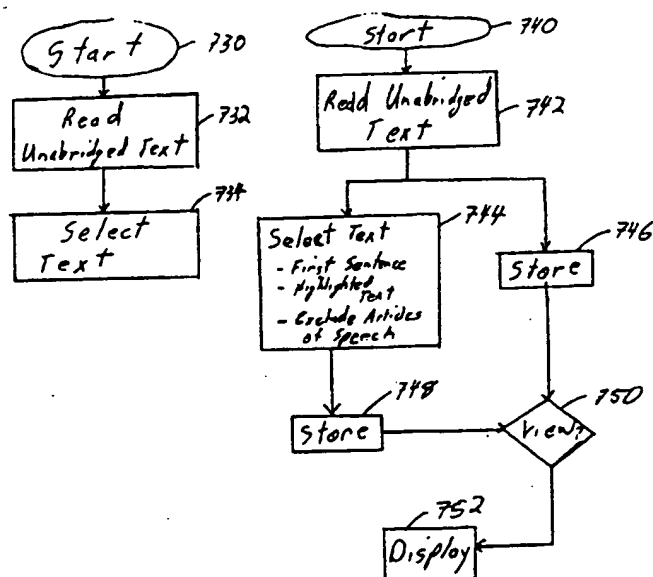 Start
730
Read
Unabridged Text
732
Select
Text
734
Start
740
Read Unabridged
Text
742
Select Text
- First Sentence
- Highlighted
Text
- Exclude Articles
of Speech
744
Store
746
Store
748
View?
750
Display
752